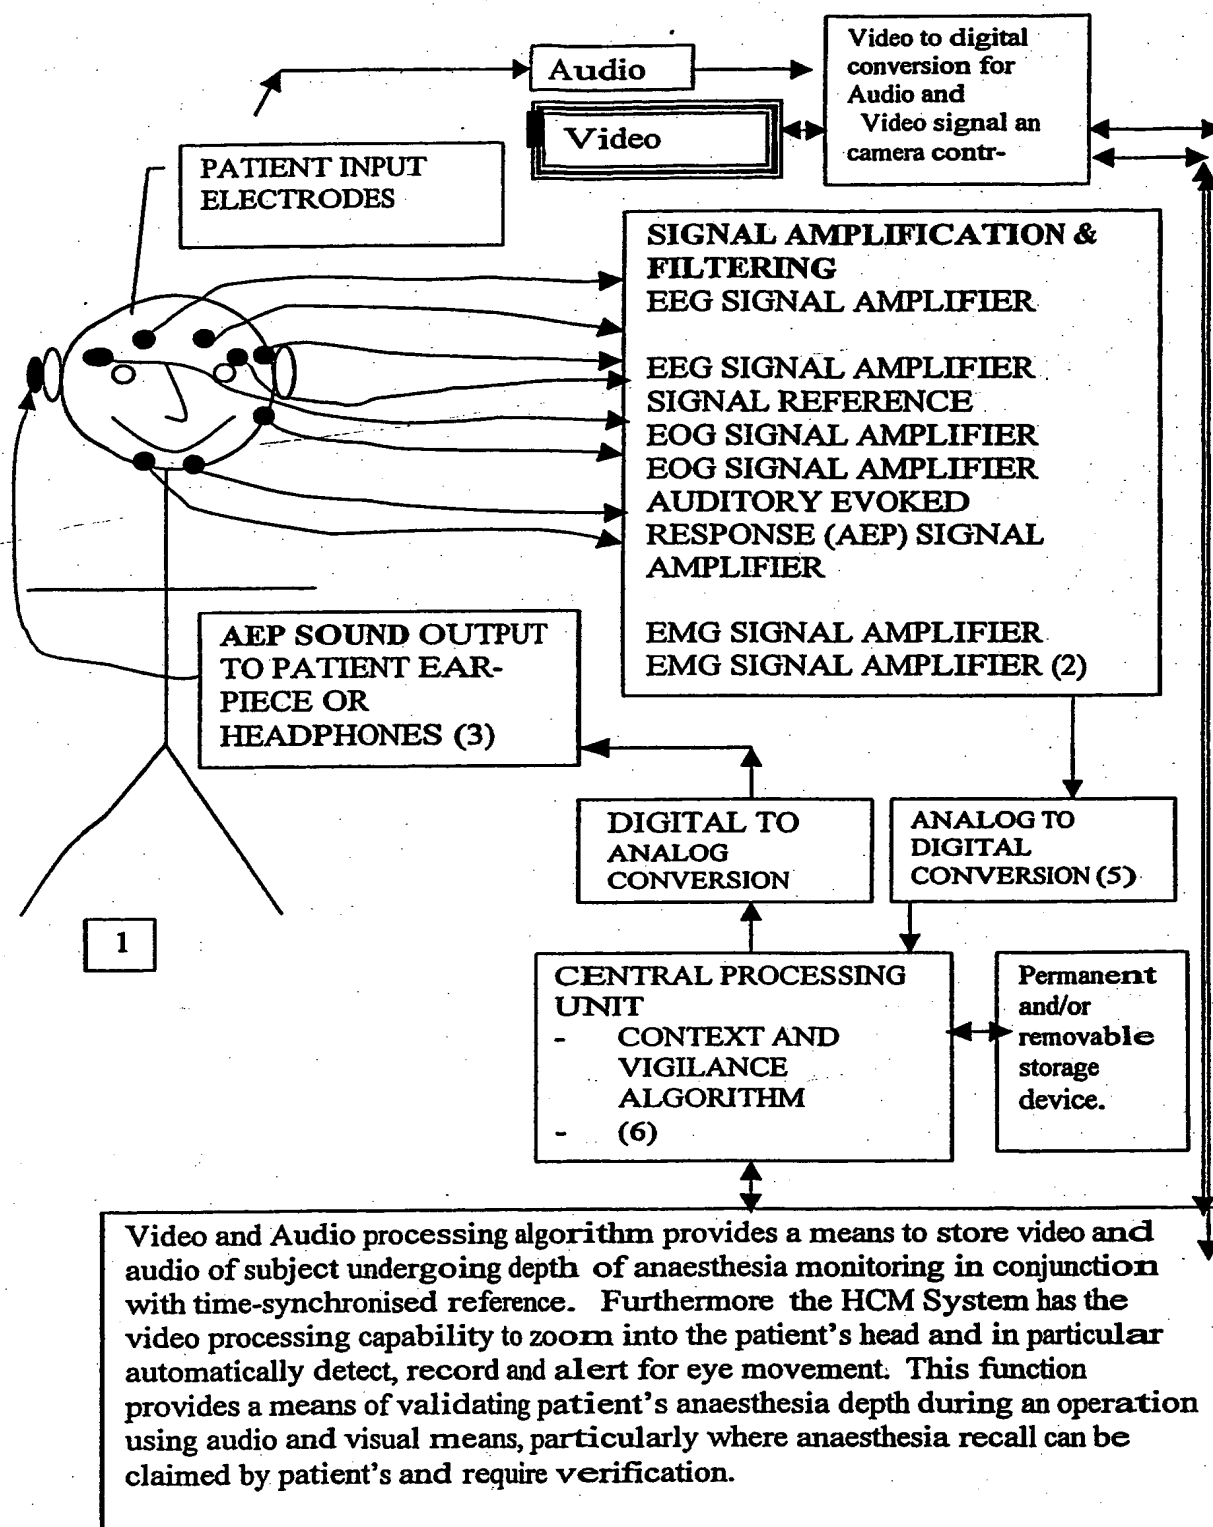 Audio
Video
Video to digital
conversion for
Audio and
Video signal an
camera contr-
PATIENT INPUT
ELECTRODES
SIGNAL AMPLIFICATION &
FILTERING
EEG SIGNAL AMPLIFIER
EEG SIGNAL AMPLIFIER
SIGNAL REFERENCE
EOG SIGNAL AMPLIFIER
EOG SIGNAL AMPLIFIER
AUDITORY EVOKED
RESPONSE (AEP) SIGNAL
AMPLIFIER
EMG SIGNAL AMPLIFIER
EMG SIGNAL AMPLIFIER (2)
AEP SOUND OUTPUT
TO PATIENT EAR-
PIECE OR
HEADPHONES (3)
DIGITAL TO
ANALOG
CONVERSION
ANALOG TO
DIGITAL
CONVERSION (5)
1
CENTRAL PROCESSING
UNIT
- CONTEXT AND
VIGILANCE
ALGORITHM
- (6)
Permanent
and/or
removable
storage
device.
Video and Audio processing algorithm provides a means to store video and
audio of subject undergoing depth of anaesthesia monitoring in conjunction
with time-synchronised reference. Furthermore the HCM System has the
video processing capability to zoom into the patient's head and in particular
automatically detect, record and alert for eye movement. This function
provides a means of validating patient's anaesthesia depth during an operation
using audio and visual means, particularly where anaesthesia recall can be
claimed by patient's and require verification.